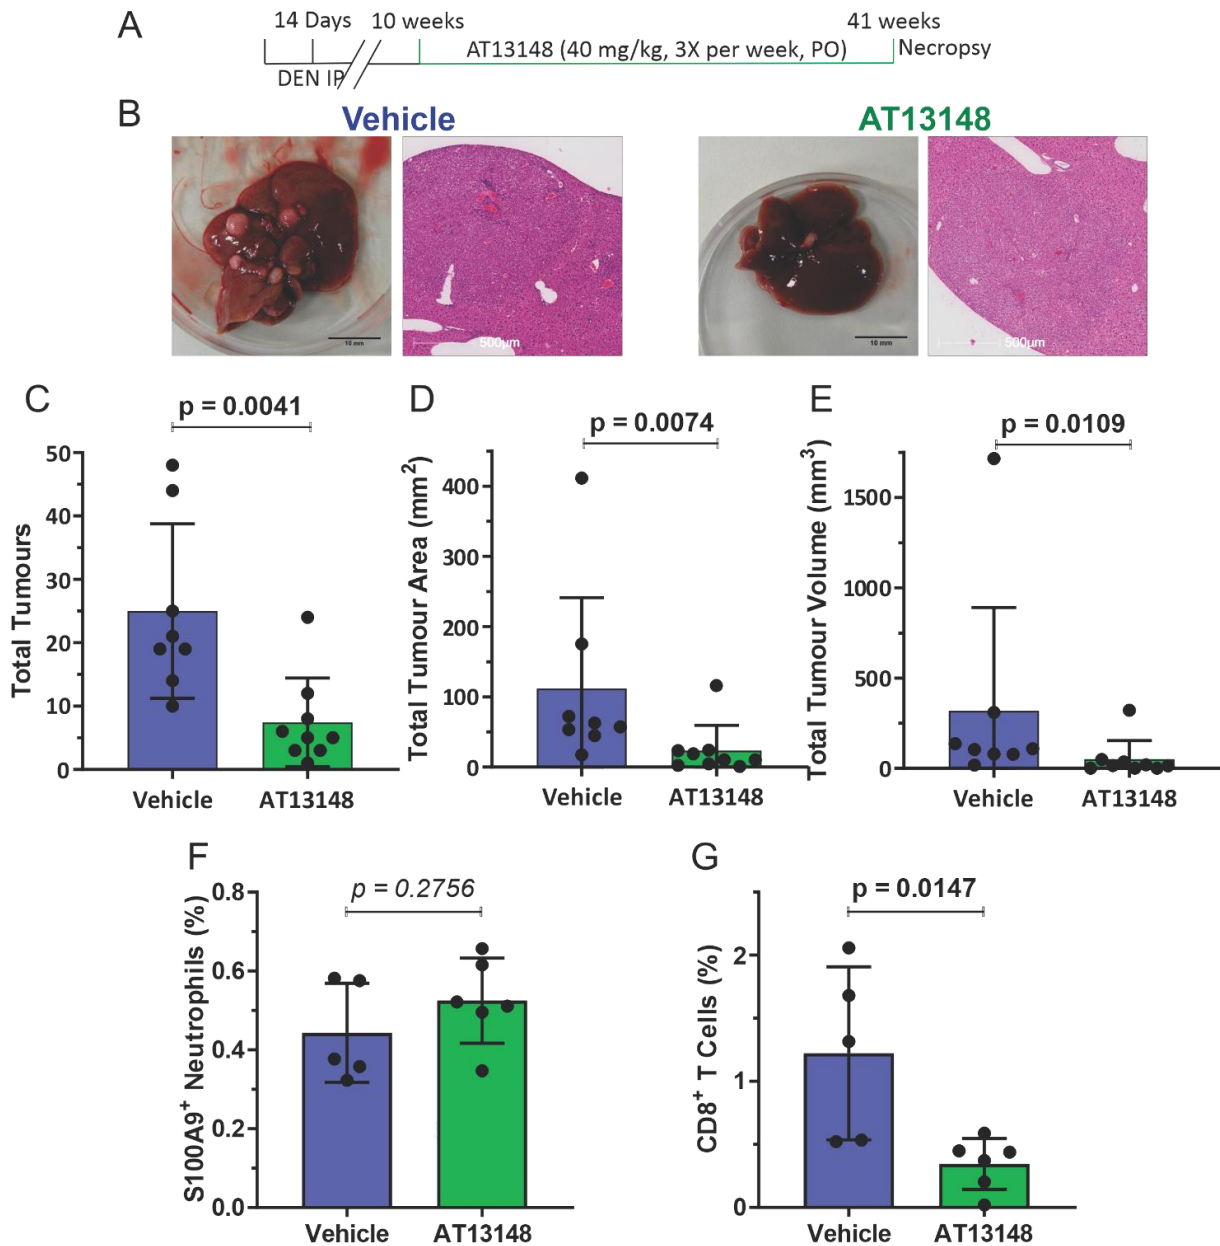 A
14 Days
10 weeks
41 weeks
DEN IP
AT13148 (40 mg/kg, 3X per week, PO)
Necropsy
B
Vehicle
AT13148
10 mm
500µm
10 mm
500µm
C
p = 0.0041
Total Tumours
50
40
30
20
10
0
Vehicle
AT13148
D
p = 0.0074
Total Tumour Area (mm²)
400
300
200
100
0
Vehicle
AT13148
E
p = 0.0109
Total Tumour Volume (mm³)
1500
1000
500
0
Vehicle
AT13148
F
p = 0.2756
S100A9⁺ Neutrophils (%)
0.8
0.6
0.4
0.2
0.0
Vehicle
AT13148
G
p = 0.0147
CD8⁺ T Cells (%)
2
1
0
Vehicle
AT13148